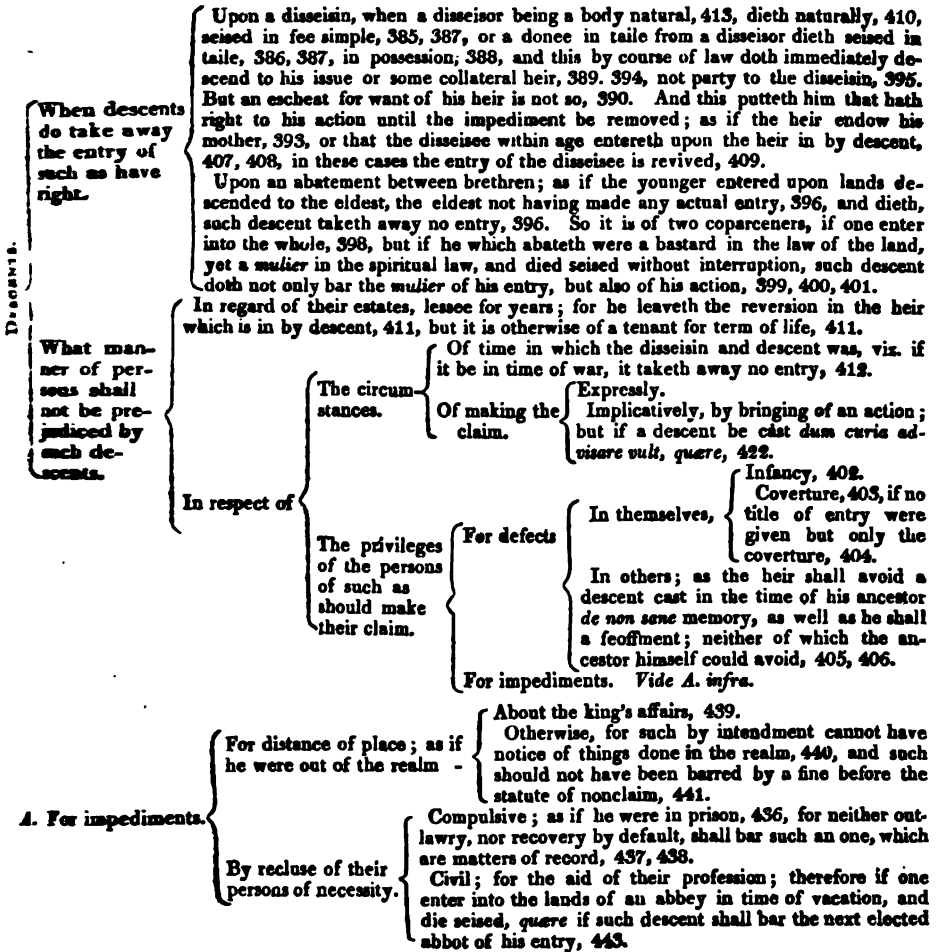 Descents.
When descents
do take away
the entry of
such as have
right.
Upon a disseisin, when a disseisor being a body natural, 413, dieth naturally, 410,
seised in fee simple, 385, 387, or a donee in taile from a disseisor dieth seised in
taile, 386, 387, in possession; 388, and this by course of law doth immediately de-
scend to his issue or some collateral heir, 389. 394, not party to the disseisin, 395.
But an escheat for want of his heir is not so, 390. And this putteth him that hath
right to his action until the impediment be removed; as if the heir endow his
mother, 393, or that the disseisee within age entereth upon the heir in by descent,
407, 408, in these cases the entry of the disseisee is revived, 409.
Upon an abatement between brethren; as if the younger entered upon lands de-
scended to the eldest, the eldest not having made any actual entry, 396, and dieth,
such descent taketh away no entry, 396. So it is of two coparceners, if one enter
into the whole, 398, but if he which abateth were a bastard in the law of the land,
yet a mulier in the spiritual law, and died seised without interruption, such descent
doth not only bar the mulier of his entry, but also of his action, 399, 400, 401.
What man-
ner of per-
sons shall
not be pre-
judiced by
such de-
scents.
In regard of their estates, lessee for years; for he leaveth the reversion in the heir
which is in by descent, 411, but it is otherwise of a tenant for term of life, 411.
In respect of
The circum-
stances.
Of time in which the disseisin and descent was, viz. if
it be in time of war, it taketh away no entry, 412.
Of making the
claim.
Expressly.
Implicatively, by bringing of an action;
but if a descent be cast dum curia ad-
visare vult, quære, 422.
The privileges
of the persons
of such as
should make
their claim.
For defects
In themselves,
Infancy, 402.
Coverture, 403, if no
title of entry were
given but only the
coverture, 404.
In others; as the heir shall avoid a
descent cast in the time of his ancestor
de non sane memory, as well as he shall
a feoffment; neither of which the an-
cestor himself could avoid, 405, 406.
For impediments. Vide A. infra.
A. For impediments.
For distance of place; as if
he were out of the realm -
About the king's affairs, 439.
Otherwise, for such by intendment cannot have
notice of things done in the realm, 440, and such
should not have been barred by a fine before the
statute of nonclaim, 441.
By recluse of their
persons of necessity.
Compulsive; as if he were in prison, 436, for neither out-
lawry, nor recovery by default, shall bar such an one, which
are matters of record, 437, 438.
Civil; for the aid of their profession; therefore if one
enter into the lands of an abbey in time of vacation, and
die seised, quære if such descent shall bar the next elected
abbot of his entry, 443.